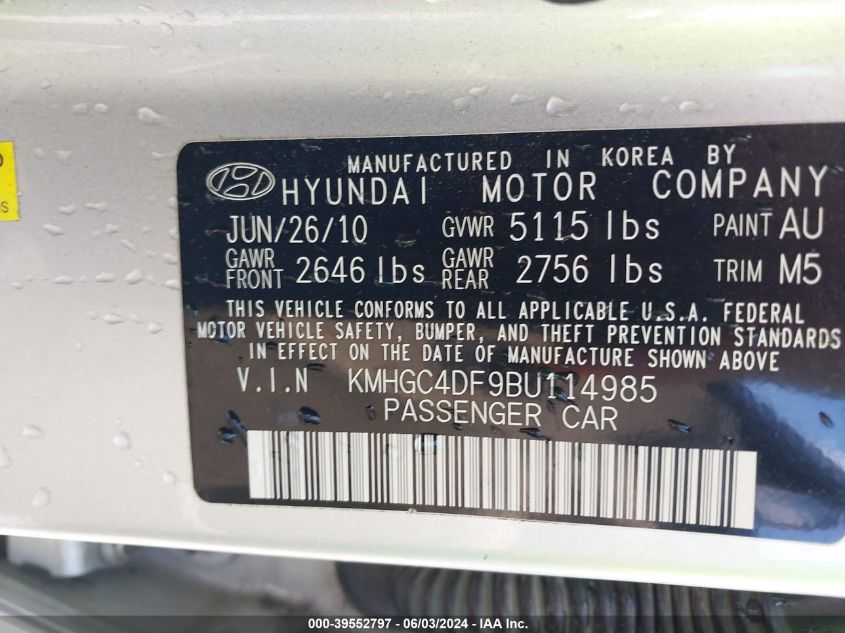 MANUFACTURED IN KOREA BY
HYUNDAI MOTOR COMPANY
JUN/26/10 GVWR 5115 lbs PAINT AU
GAWR FRONT 2646 lbs GAWR REAR 2756 lbs TRIM M5
THIS VEHICLE CONFORMS TO ALL APPLICABLE U.S.A. FEDERAL
MOTOR VEHICLE SAFETY, BUMPER, AND THEFT PREVENTION STANDARDS
IN EFFECT ON THE DATE OF MANUFACTURE SHOWN ABOVE
V.I.N KMHGC4DF9BU114985
PASSENGER CAR
000-39552797 - 06/03/2024 - IAA Inc.